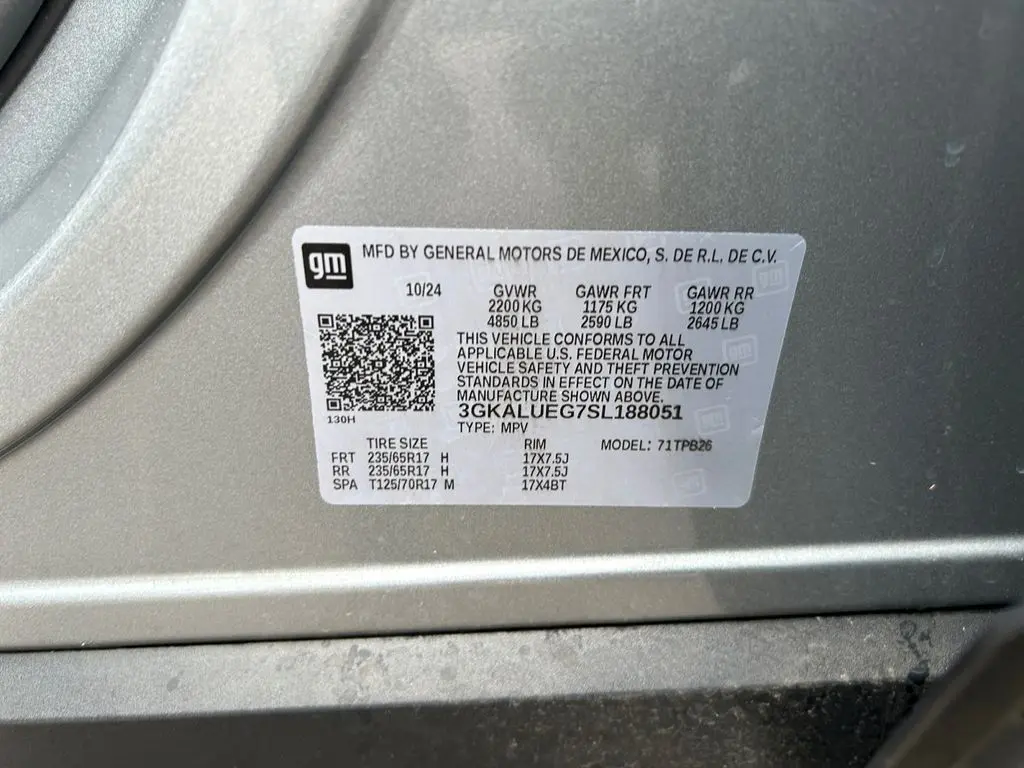 gm
MFD BY GENERAL MOTORS DE MEXICO, S. DE R.L. DE C.V.
10/24 GVWR GAWR FRT GAWR RR
2200 KG 1175 KG 1200 KG
4850 LB 2590 LB 2645 LB
THIS VEHICLE CONFORMS TO ALL
APPLICABLE U.S. FEDERAL MOTOR
VEHICLE SAFETY AND THEFT PREVENTION
STANDARDS IN EFFECT ON THE DATE OF
MANUFACTURE SHOWN ABOVE.
3GKALUEG7SL188051
130H
TYPE: MPV
TIRE SIZE RIM MODEL: 71TPB26
FRT 235/65R17 H 17X7.5J
RR 235/65R17 H 17X7.5J
SPA T125/70R17 M 17X4BT